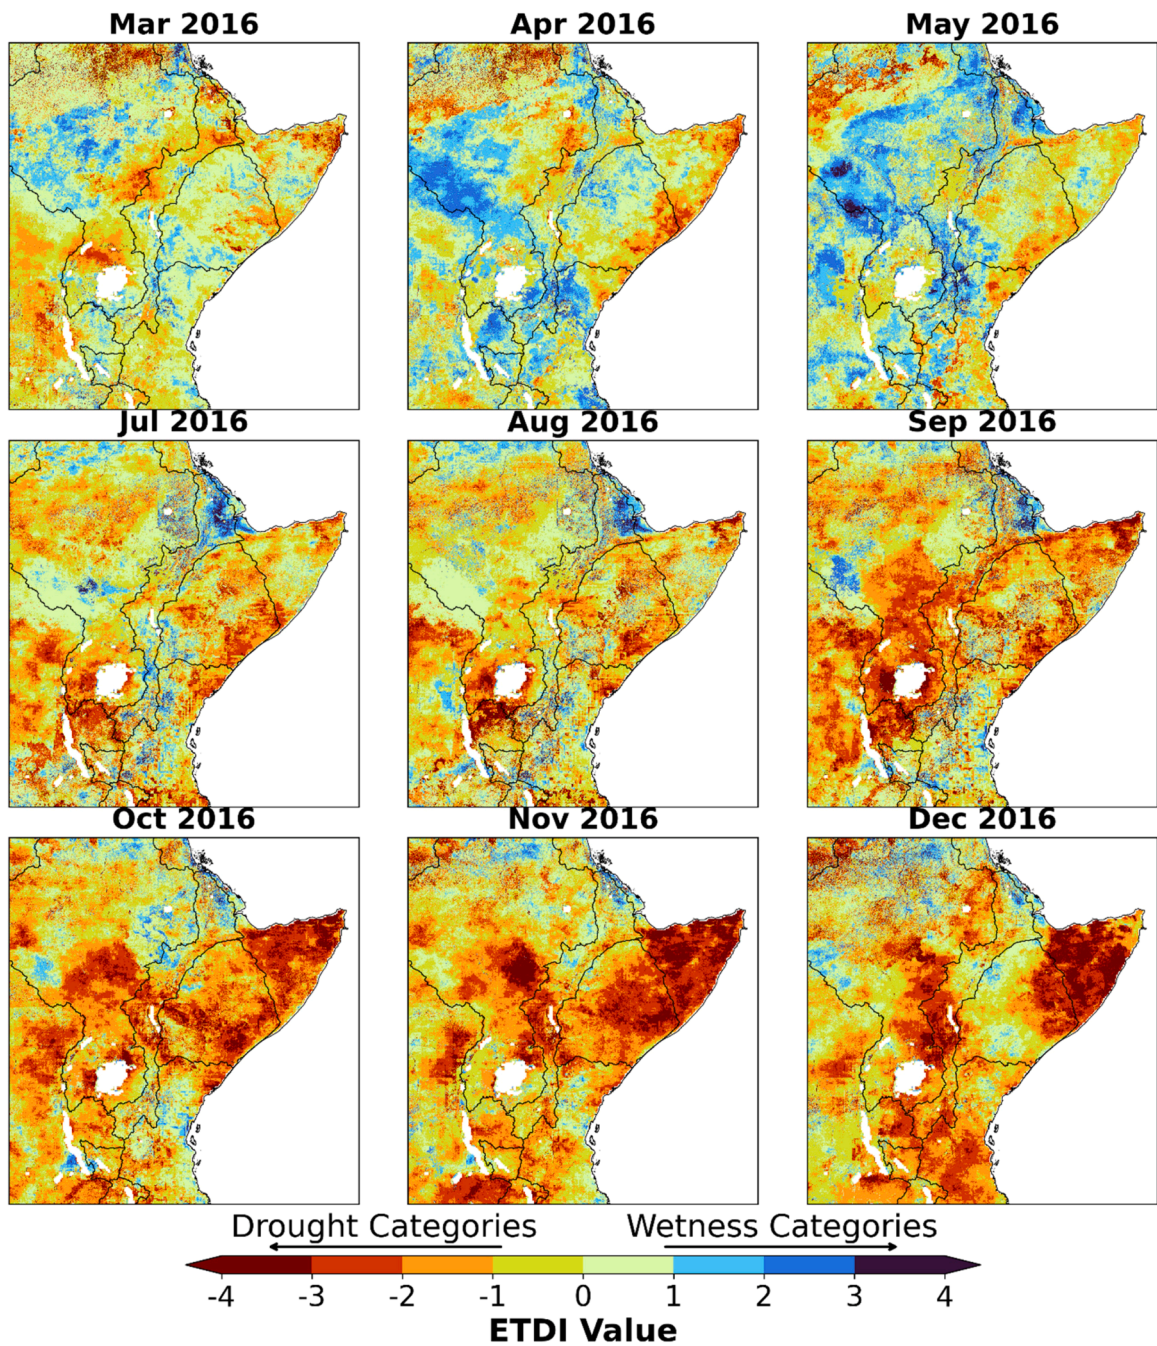 Mar 2016
Apr 2016
May 2016
Jul 2016
Aug 2016
Sep 2016
Oct 2016
Nov 2016
Dec 2016
Drought Categories
Wetness Categories
-4 -3 -2 -1 0 1 2 3 4
ETDI Value